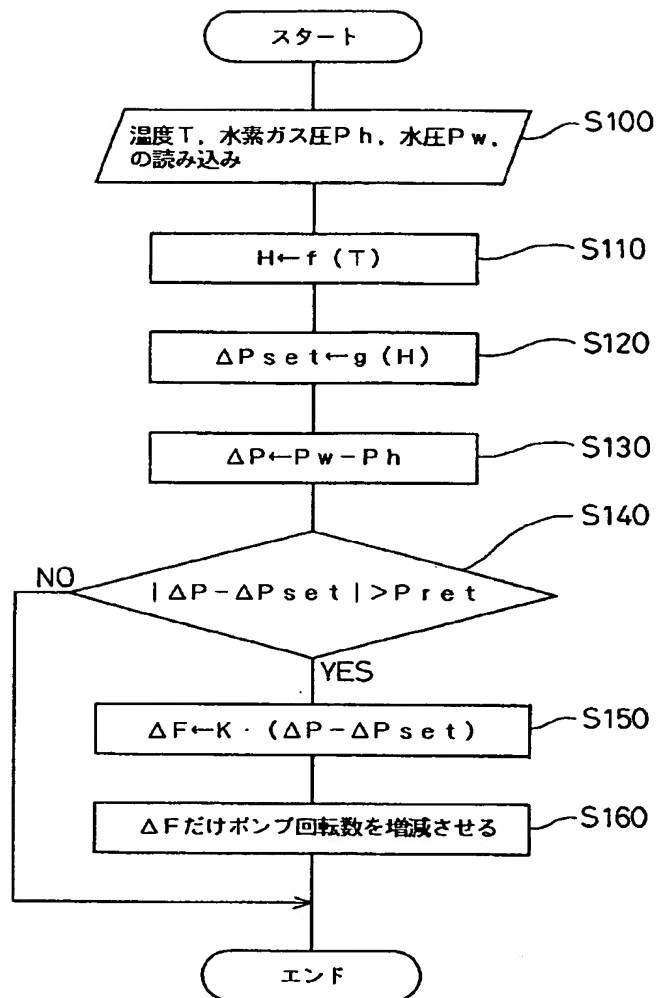 スタート
温度T，水素ガス圧Ph，水圧Pw，
の読み込み
S100
H←f(T)
S110
ΔPset←g(H)
S120
ΔP←Pw−Ph
S130
S140
NO
|ΔP−ΔPset|>Pret
YES
ΔF←K・(ΔP−ΔPset)
S150
ΔFだけポンプ回転数を増減させる
S160
エンド